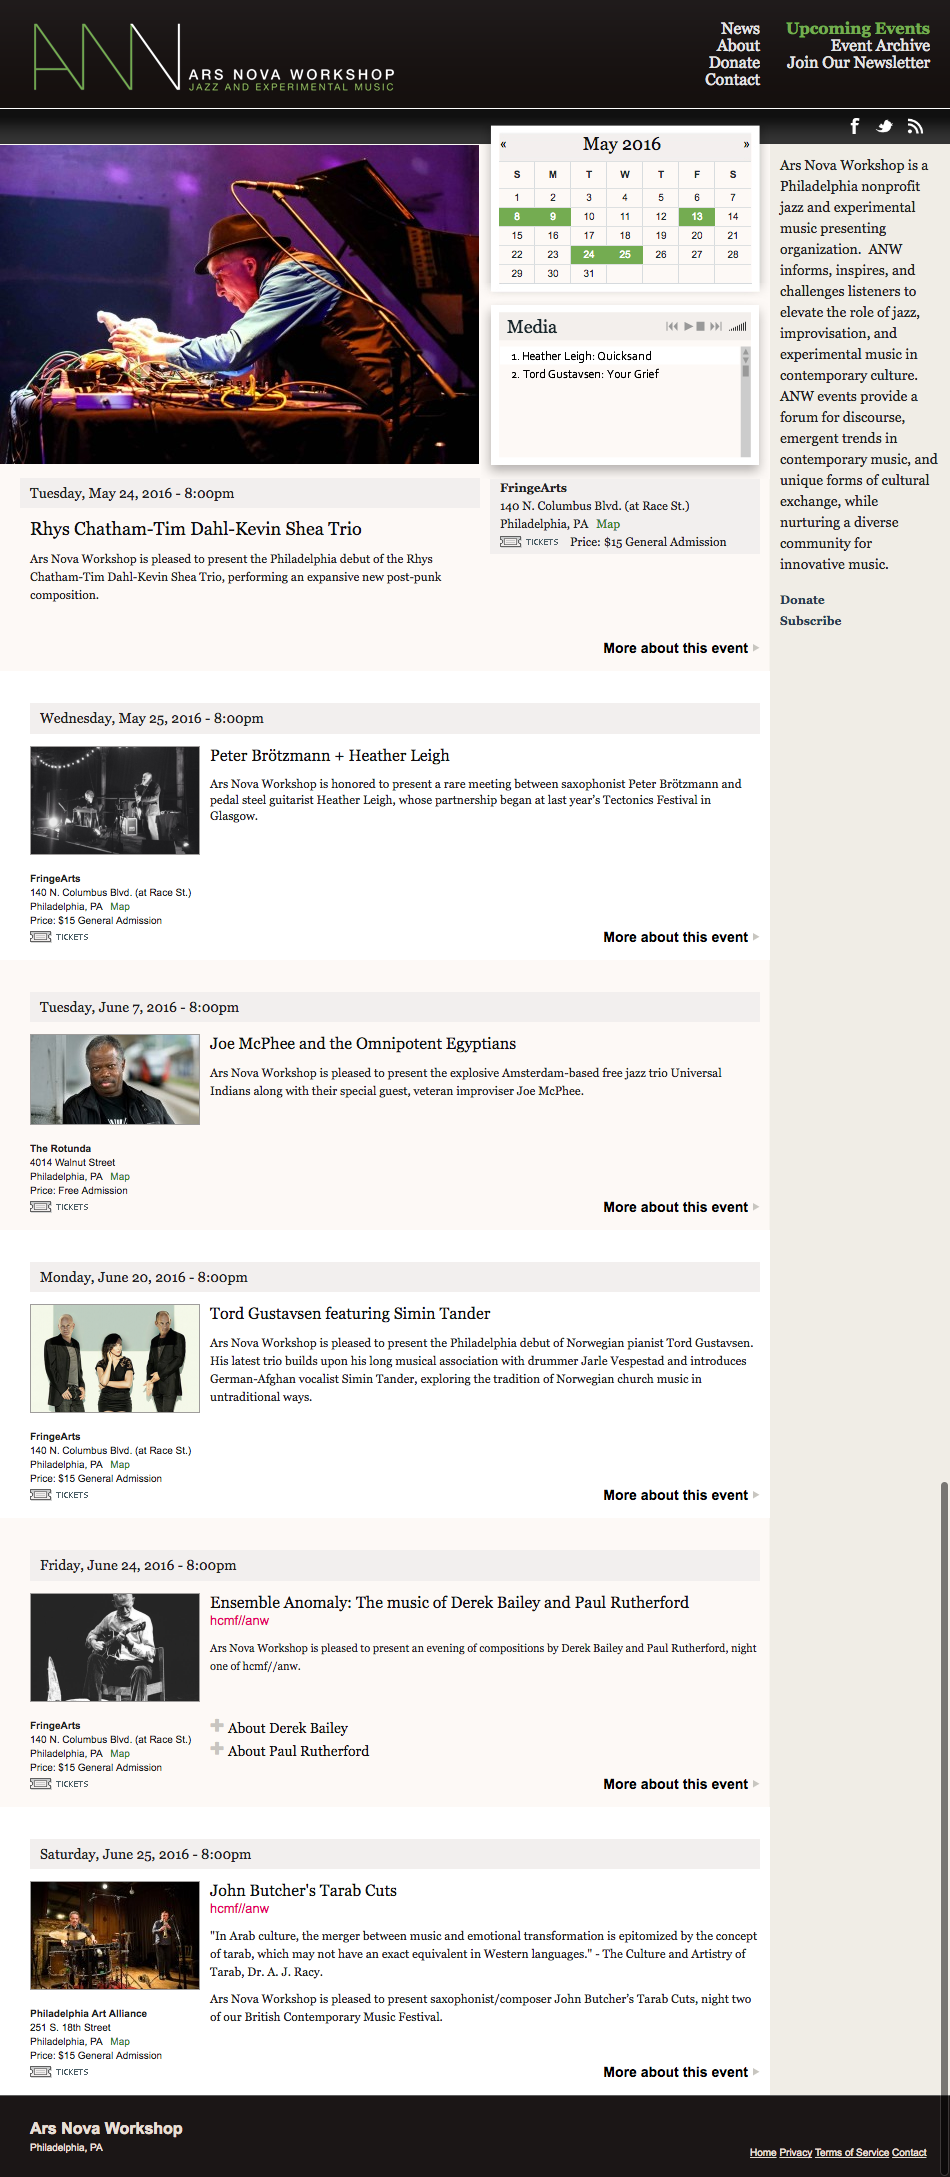 ARS NOVA WORKSHOP
JAZZ AND EXPERIMENTAL MUSIC
News
About
Donate
Contact
Upcoming Events
Event Archive
Join Our Newsletter
« May 2016 »
S M T W T F S
1 2 3 4 5 6 7
8 9 10 11 12 13 14
15 16 17 18 19 20 21
22 23 24 25 26 27 28
29 30 31
Media
1. Heather Leigh: Quicksand
2. Tord Gustavsen: Your Grief
Ars Nova Workshop is a
Philadelphia nonprofit
jazz and experimental
music presenting
organization. ANW
informs, inspires, and
challenges listeners to
elevate the role of jazz,
improvisation, and
experimental music in
contemporary culture.
ANW events provide a
forum for discourse,
emergent trends in
contemporary music, and
unique forms of cultural
exchange, while
nurturing a diverse
community for
innovative music.
Donate
Subscribe
Tuesday, May 24, 2016 - 8:00pm
Rhys Chatham-Tim Dahl-Kevin Shea Trio
Ars Nova Workshop is pleased to present the Philadelphia debut of the Rhys
Chatham-Tim Dahl-Kevin Shea Trio, performing an expansive new post-punk
composition.
FringeArts
140 N. Columbus Blvd. (at Race St.)
Philadelphia, PA Map
TICKETS Price: $15 General Admission
More about this event
Wednesday, May 25, 2016 - 8:00pm
Peter Brötzmann + Heather Leigh
Ars Nova Workshop is honored to present a rare meeting between saxophonist Peter Brötzmann and
pedal steel guitarist Heather Leigh, whose partnership began at last year's Tectonics Festival in
Glasgow.
FringeArts
140 N. Columbus Blvd. (at Race St.)
Philadelphia, PA Map
Price: $15 General Admission
TICKETS
More about this event
Tuesday, June 7, 2016 - 8:00pm
Joe McPhee and the Omnipotent Egyptians
Ars Nova Workshop is pleased to present the explosive Amsterdam-based free jazz trio Universal
Indians along with their special guest, veteran improviser Joe McPhee.
The Rotunda
4014 Walnut Street
Philadelphia, PA Map
Price: Free Admission
TICKETS
More about this event
Monday, June 20, 2016 - 8:00pm
Tord Gustavsen featuring Simin Tander
Ars Nova Workshop is pleased to present the Philadelphia debut of Norwegian pianist Tord Gustavsen.
His latest trio builds upon his long musical association with drummer Jarle Vespestad and introduces
German-Afghan vocalist Simin Tander, exploring the tradition of Norwegian church music in
untraditional ways.
FringeArts
140 N. Columbus Blvd. (at Race St.)
Philadelphia, PA Map
Price: $15 General Admission
TICKETS
More about this event
Friday, June 24, 2016 - 8:00pm
Ensemble Anomaly: The music of Derek Bailey and Paul Rutherford
hcmf//anw
Ars Nova Workshop is pleased to present an evening of compositions by Derek Bailey and Paul Rutherford, night
one of hcmf//anw.
About Derek Bailey
About Paul Rutherford
FringeArts
140 N. Columbus Blvd. (at Race St.)
Philadelphia, PA Map
Price: $15 General Admission
TICKETS
More about this event
Saturday, June 25, 2016 - 8:00pm
John Butcher's Tarab Cuts
hcmf//anw
"In Arab culture, the merger between music and emotional transformation is epitomized by the concept
of tarab, which may not have an exact equivalent in Western languages." - The Culture and Artistry of
Tarab, Dr. A. J. Racy.
Ars Nova Workshop is pleased to present saxophonist/composer John Butcher's Tarab Cuts, night two
of our British Contemporary Music Festival.
Philadelphia Art Alliance
251 S. 18th Street
Philadelphia, PA Map
Price: $15 General Admission
TICKETS
More about this event
Ars Nova Workshop
Philadelphia, PA
Home Privacy Terms of Service Contact